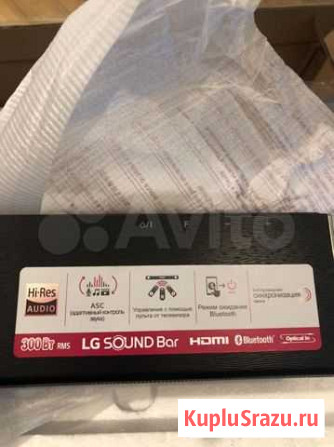 Avito
Hi-Res
AUDIO
ASC
(адаптивный контроль
звука)
Управление с помощью
пульта от телевизора
Режим ожидания
Bluetooth
синхронизация
300 Вт RMS
LG SOUND Bar
HDMI
Bluetooth
Optical In
KupluSrazu.ru